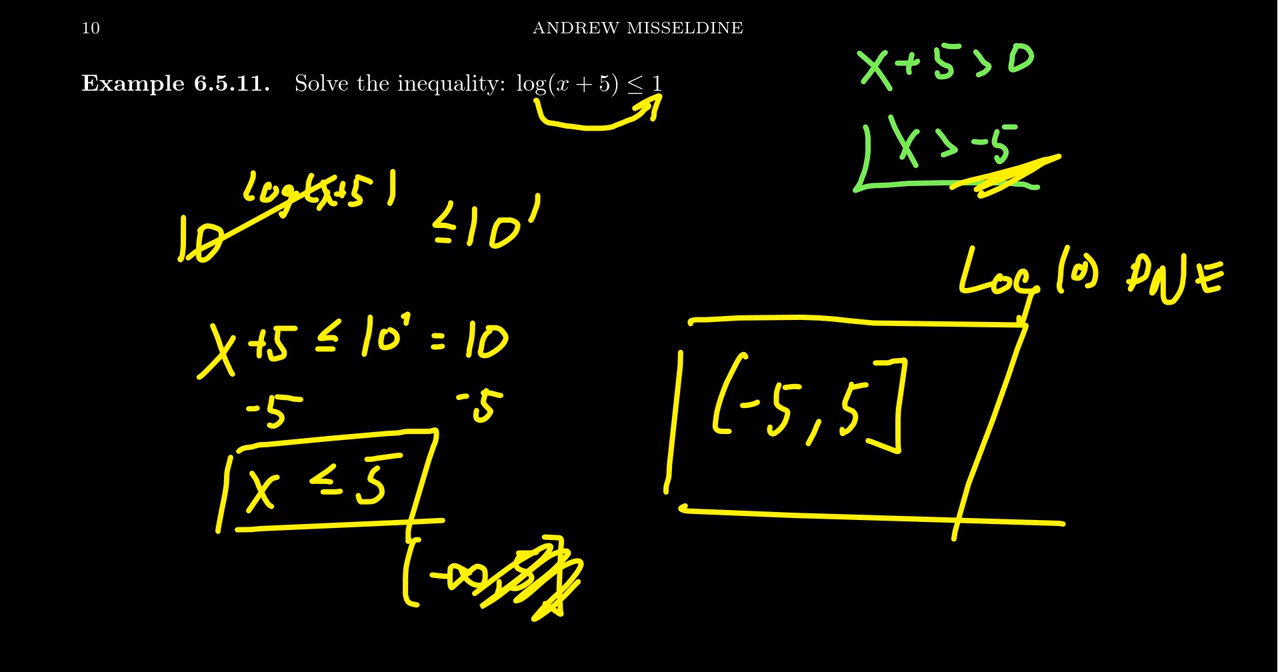 10
ANDREW MISSELDINE
Example 6.5.11. Solve the inequality: log(x + 5) ≤ 1
x+5>0
x > -5
10^log(x+5) ≤ 10^1
Log(0) DNE
x+5 ≤ 10^1 = 10
-5 -5
(-5, 5]
x ≤ 5
(-∞, 5]